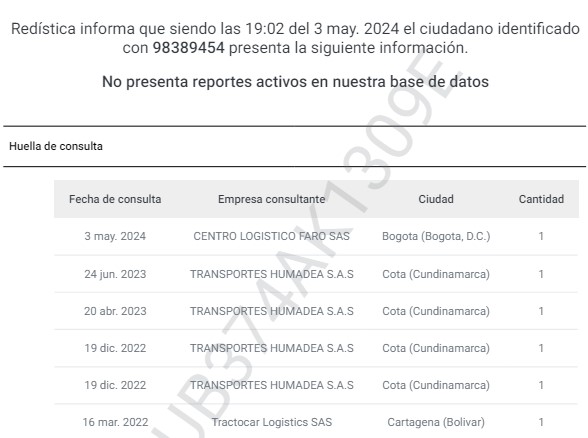 Redística informa que siendo las 19:02 del 3 may. 2024 el ciudadano identificado
con 98389454 presenta la siguiente información.
No presenta reportes activos en nuestra base de datos
Huella de consulta
Fecha de consulta Empresa consultante Ciudad Cantidad
3 may. 2024 CENTRO LOGISTICO FARO SAS Bogota (Bogota, D.C.) 1
24 jun. 2023 TRANSPORTES HUMADEA S.A.S Cota (Cundinamarca) 1
20 abr. 2023 TRANSPORTES HUMADEA S.A.S Cota (Cundinamarca) 1
19 dic. 2022 TRANSPORTES HUMADEA S.A.S Cota (Cundinamarca) 1
19 dic. 2022 TRANSPORTES HUMADEA S.A.S Cota (Cundinamarca) 1
16 mar. 2022 Tractocar Logistics SAS Cartagena (Bolivar) 1